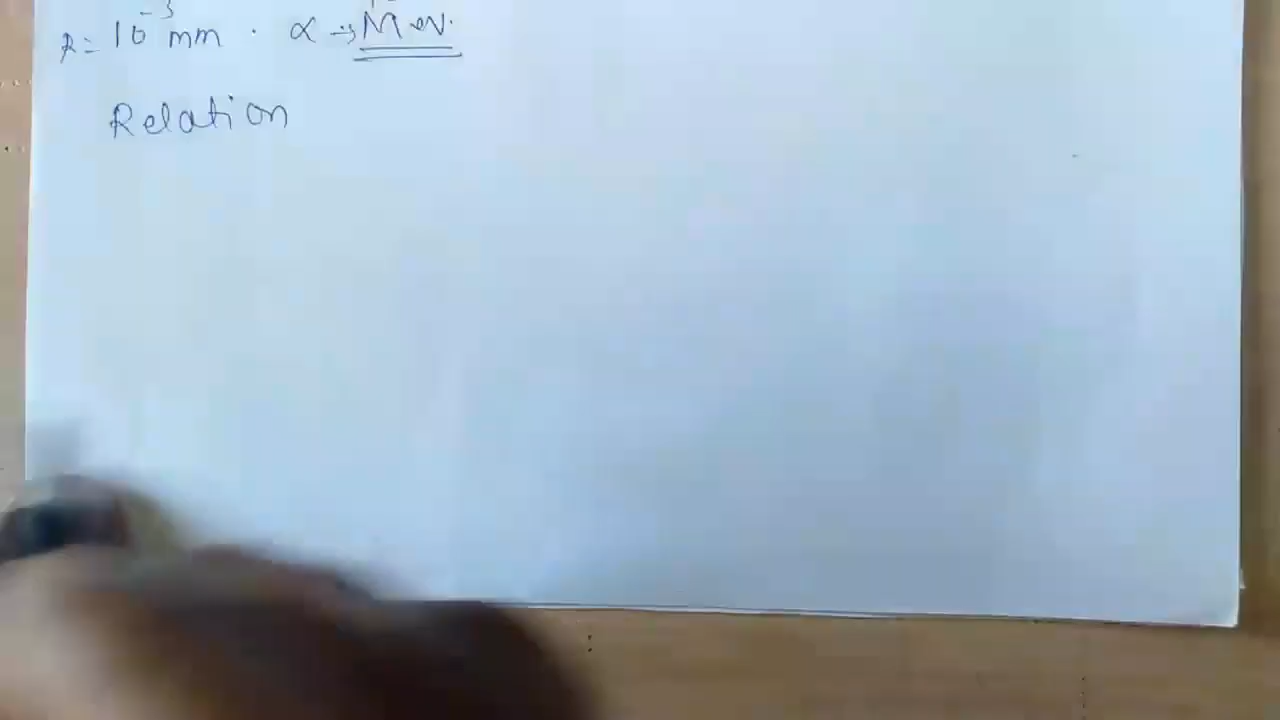 R = 10⁻³ mm . α → MeV.
Relation